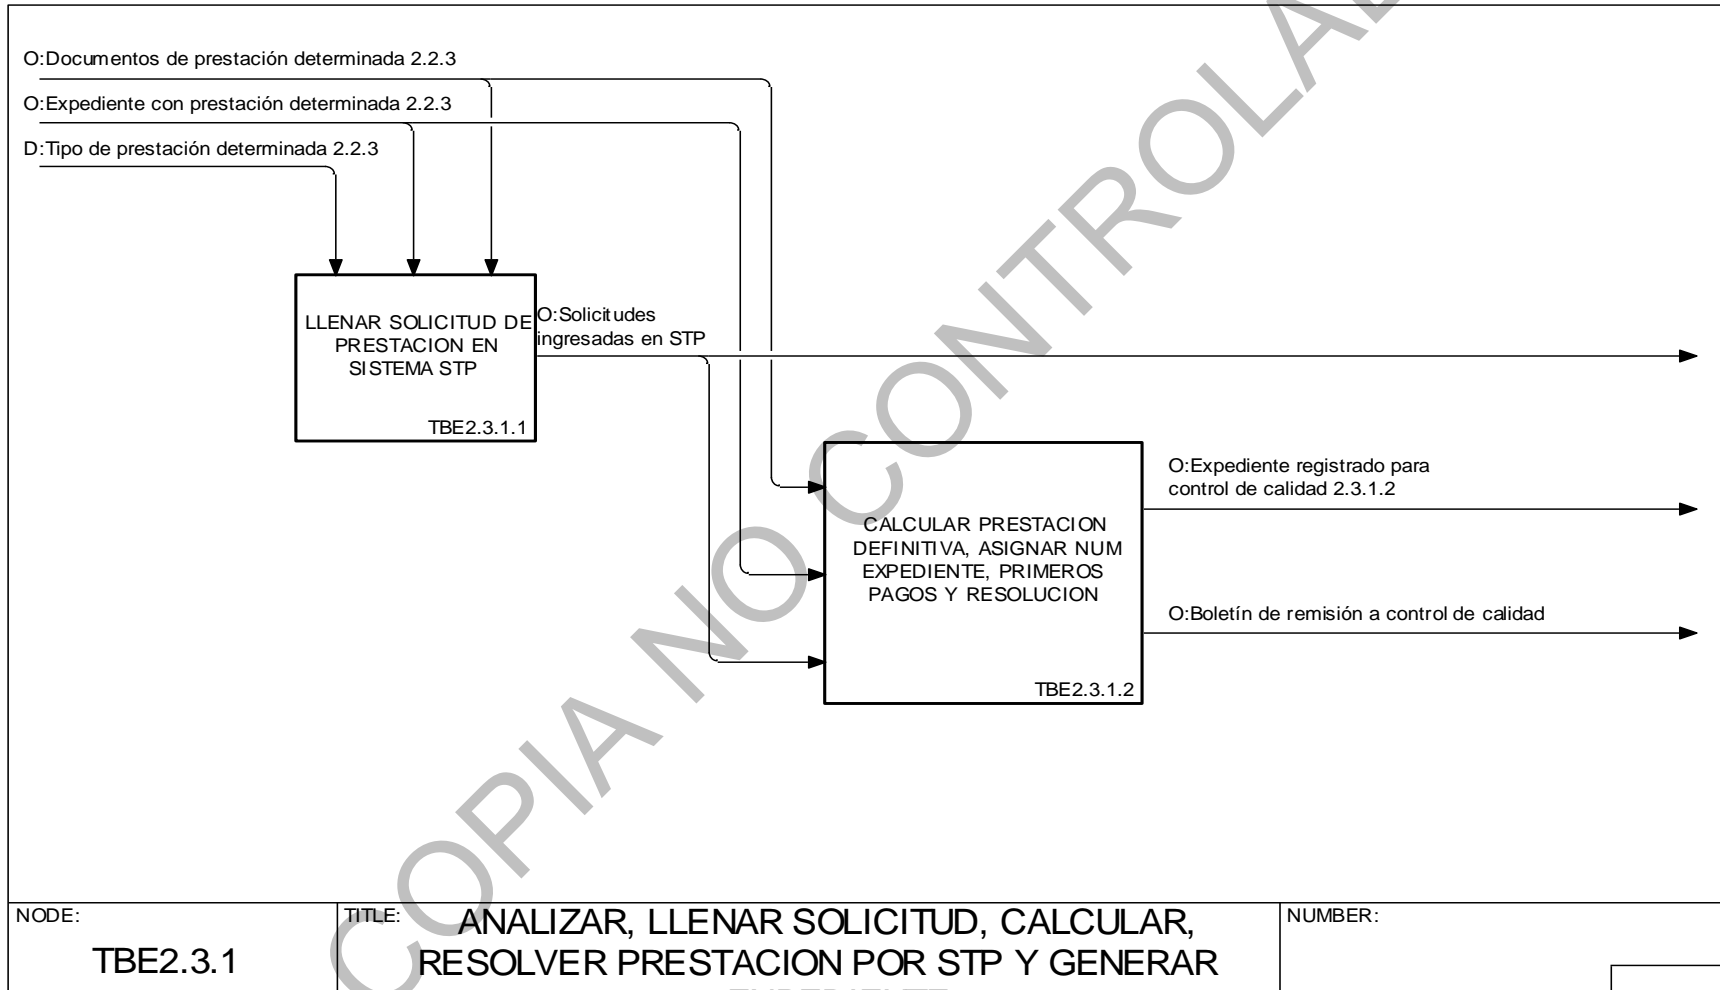 O:Documentos de prestación determinada 2.2.3
O:Expediente con prestación determinada 2.2.3
D:Tipo de prestación determinada 2.2.3
LLENAR SOLICITUD DE
PRESTACION EN
SISTEMA STP
TBE2.3.1.1
O:Solicitudes
ingresadas en STP
CALCULAR PRESTACION
DEFINITIVA, ASIGNAR NUM
EXPEDIENTE, PRIMEROS
PAGOS Y RESOLUCION
TBE2.3.1.2
O:Expediente registrado para
control de calidad 2.3.1.2
O:Boletín de remisión a control de calidad
COPIA NO CONTROLA
NODE:
TBE2.3.1
TITLE:
ANALIZAR, LLENAR SOLICITUD, CALCULAR,
RESOLVER PRESTACION POR STP Y GENERAR
NUMBER: